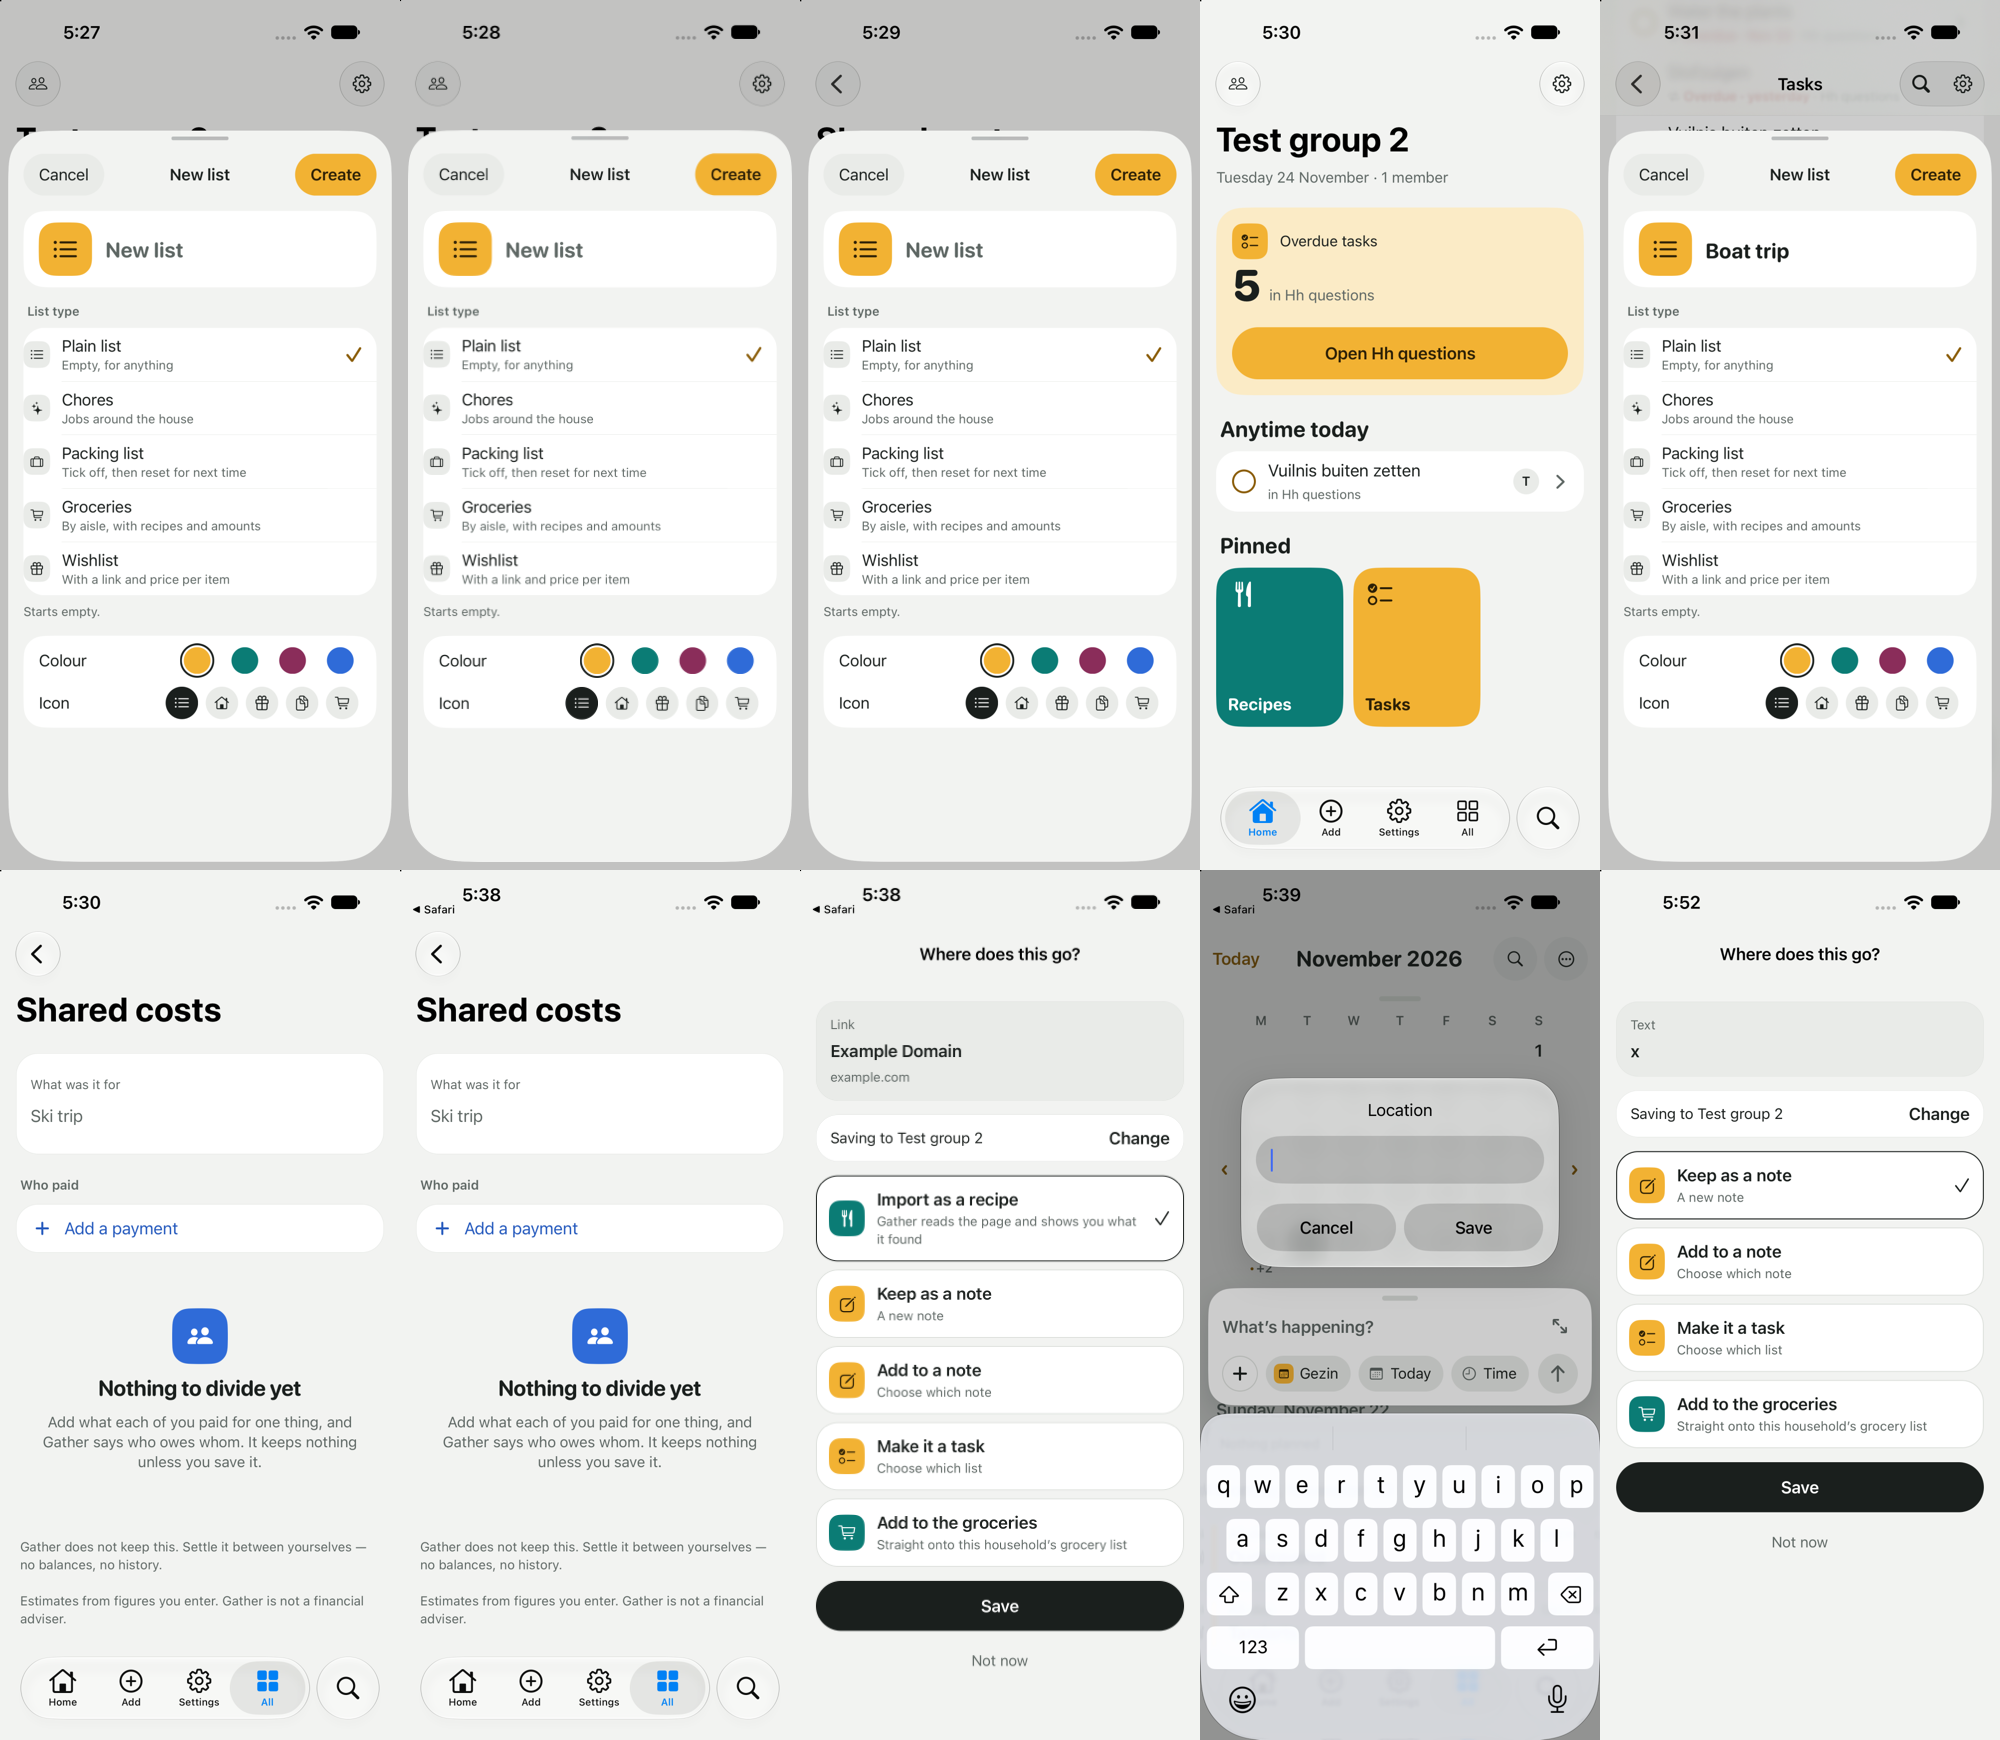 5:27
Cancel
New list
Create
New list
List type
Plain list
Empty, for anything
Chores
Jobs around the house
Packing list
Tick off, then reset for next time
Groceries
By aisle, with recipes and amounts
Wishlist
With a link and price per item
Starts empty.
Colour
Icon
5:28
Cancel
New list
Create
New list
List type
Plain list
Empty, for anything
Chores
Jobs around the house
Packing list
Tick off, then reset for next time
Groceries
By aisle, with recipes and amounts
Wishlist
With a link and price per item
Starts empty.
Colour
Icon
5:29
Cancel
New list
Create
New list
List type
Plain list
Empty, for anything
Chores
Jobs around the house
Packing list
Tick off, then reset for next time
Groceries
By aisle, with recipes and amounts
Wishlist
With a link and price per item
Starts empty.
Colour
Icon
5:30
Test group 2
Tuesday 24 November · 1 member
Overdue tasks
5 in Hh questions
Open Hh questions
Anytime today
Vuilnis buiten zetten
in Hh questions
T
Pinned
Recipes
Tasks
Home
Add
Settings
All
5:31
Tasks
Vuilnis buiten zetten
Cancel
New list
Create
Boat trip
List type
Plain list
Empty, for anything
Chores
Jobs around the house
Packing list
Tick off, then reset for next time
Groceries
By aisle, with recipes and amounts
Wishlist
With a link and price per item
Starts empty.
Colour
Icon
5:30
Shared costs
What was it for
Ski trip
Who paid
+ Add a payment
Nothing to divide yet
Add what each of you paid for one thing, and
Gather says who owes whom. It keeps nothing
unless you save it.
Gather does not keep this. Settle it between yourselves —
no balances, no history.
Estimates from figures you enter. Gather is not a financial
adviser.
Home
Add
Settings
All
5:38
Safari
Shared costs
What was it for
Ski trip
Who paid
+ Add a payment
Nothing to divide yet
Add what each of you paid for one thing, and
Gather says who owes whom. It keeps nothing
unless you save it.
Gather does not keep this. Settle it between yourselves —
no balances, no history.
Estimates from figures you enter. Gather is not a financial
adviser.
Home
Add
Settings
All
5:38
Safari
Where does this go?
Link
Example Domain
example.com
Saving to Test group 2
Change
Import as a recipe
Gather reads the page and shows you what
it found
Keep as a note
A new note
Add to a note
Choose which note
Make it a task
Choose which list
Add to the groceries
Straight onto this household's grocery list
Save
Not now
5:39
Safari
Today
November 2026
M T W T F S S
1
Location
Cancel
Save
+2
What's happening?
Gezin
Today
Time
Sunday, November 22
q w e r t y u i o p
a s d f g h j k l
z x c v b n m
123
5:52
Where does this go?
Text
x
Saving to Test group 2
Change
Keep as a note
A new note
Add to a note
Choose which note
Make it a task
Choose which list
Add to the groceries
Straight onto this household's grocery list
Save
Not now